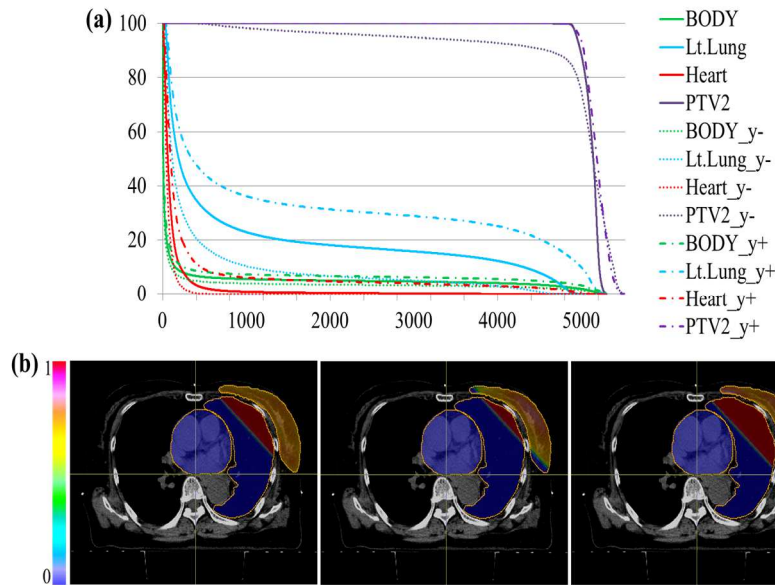 (a)
100
80
60
40
20
0
0 1000 2000 3000 4000 5000
BODY
Lt.Lung
Heart
PTV2
BODY_y-
Lt.Lung_y-
Heart_y-
PTV2_y-
BODY_y+
Lt.Lung_y+
Heart_y+
PTV2_y+
(b)
1
0